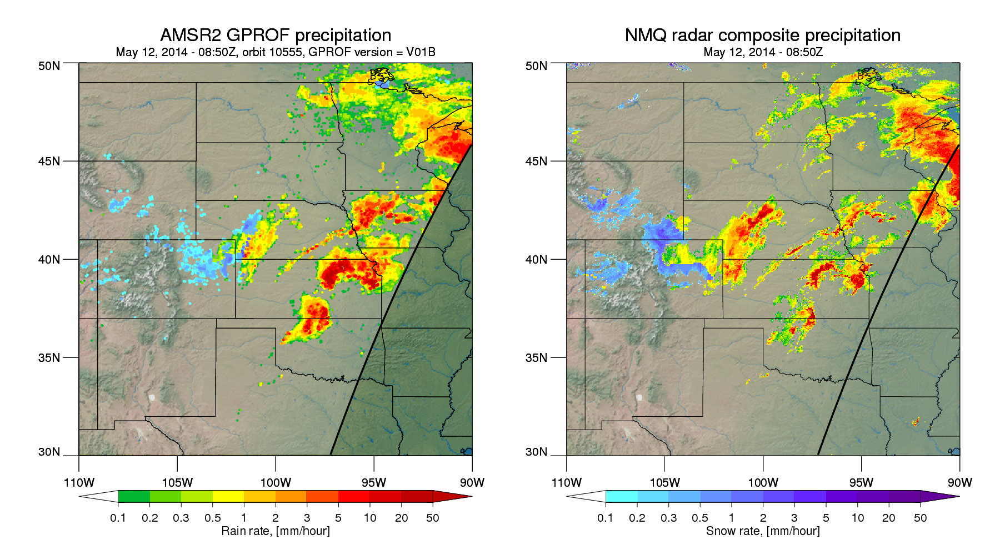 AMSR2 GPROF precipitation
May 12, 2014 - 08:50Z, orbit 10555, GPROF version = V01B
50N
45N
40N
35N
30N
110W 105W 100W 95W 90W
0.1 0.2 0.3 0.5 1 2 3 5 10 20 50
Rain rate, [mm/hour]
NMQ radar composite precipitation
May 12, 2014 - 08:50Z
50N
45N
40N
35N
30N
110W 105W 100W 95W 90W
0.1 0.2 0.3 0.5 1 2 3 5 10 20 50
Snow rate, [mm/hour]